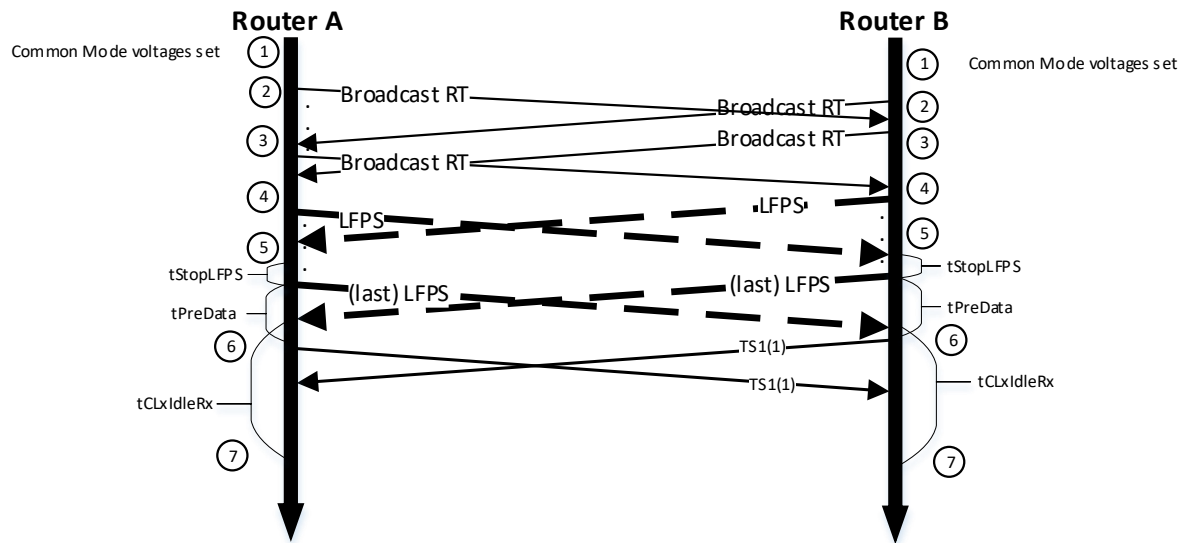 Router A Router B
Common Mode voltages set 1 1 Common Mode voltages set
2 Broadcast RT Broadcast RT 2
3 Broadcast RT Broadcast RT 3
4 4
LFPS LFPS
5 5
tStopLFPS tStopLFPS
(last) LFPS (last) LFPS
tPreData tPreData
6 TS1(1) 6
TS1(1)
tCLxIdleRx tCLxIdleRx
7 7